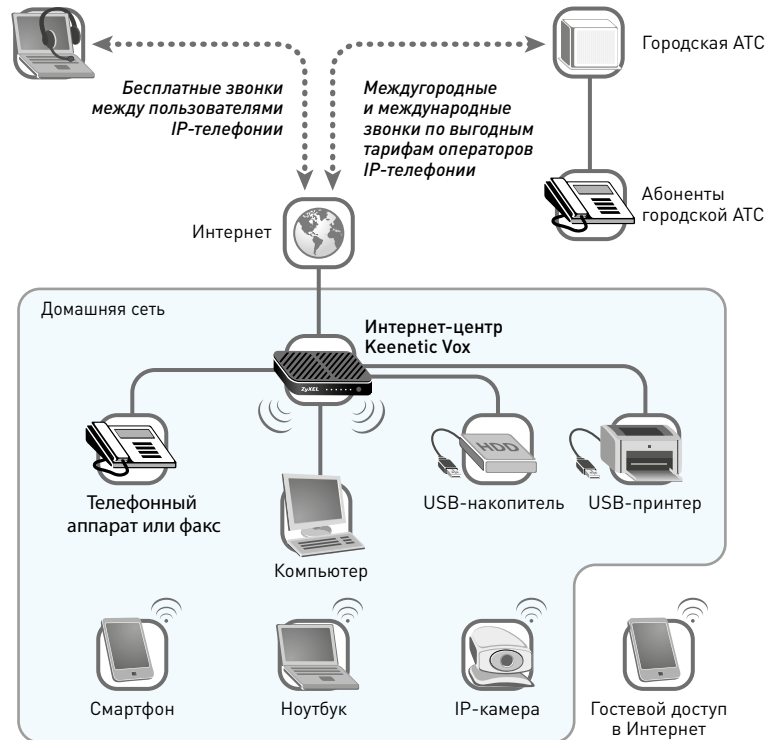 Городская АТС
Бесплатные звонки
между пользователями
IP-телефонии
Междугородные
и международные
звонки по выгодным
тарифам операторов
IP-телефонии
Абоненты
городской АТС
Интернет
Домашняя сеть
Интернет-центр
Keenetic Vox
ZyXEL
HDD
Телефонный
аппарат или факс
USB-накопитель
USB-принтер
Компьютер
Смартфон
Ноутбук
IP-камера
Гостевой доступ
в Интернет